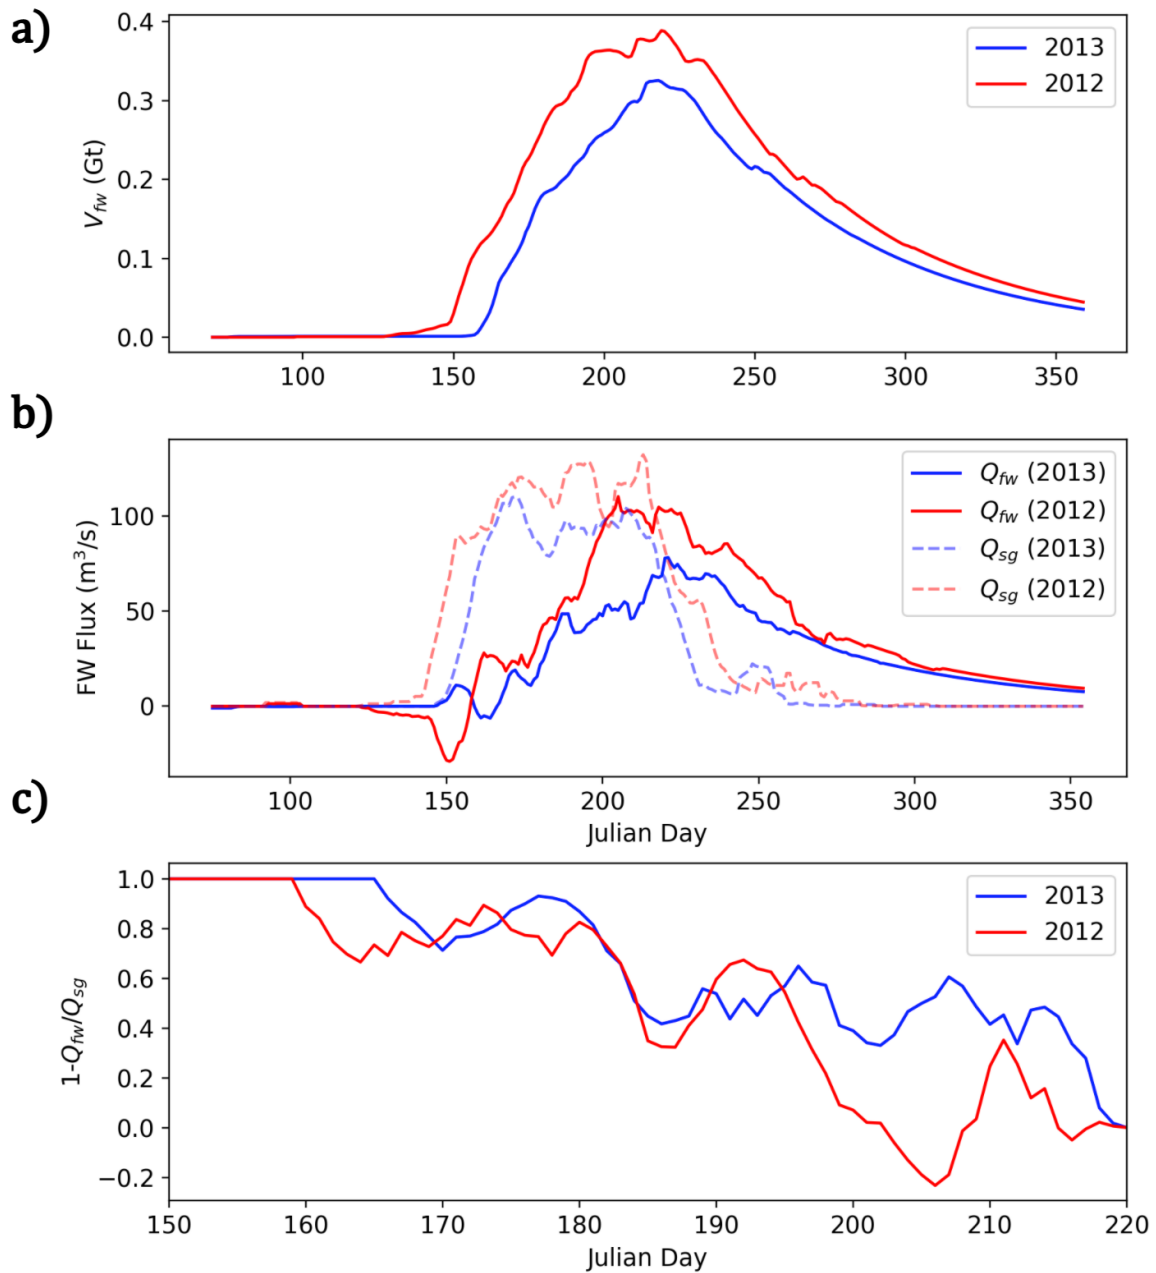 a)
0.4
0.3
0.2
0.1
0.0
V_fw (Gt)
2013
2012
100 150 200 250 300 350
b)
100
50
0
FW Flux (m³/s)
Q_fw (2013)
Q_fw (2012)
Q_sg (2013)
Q_sg (2012)
100 150 200 250 300 350
Julian Day
c)
1.0
0.8
0.6
0.4
0.2
0.0
−0.2
1-Q_fw/Q_sg
2013
2012
150 160 170 180 190 200 210 220
Julian Day